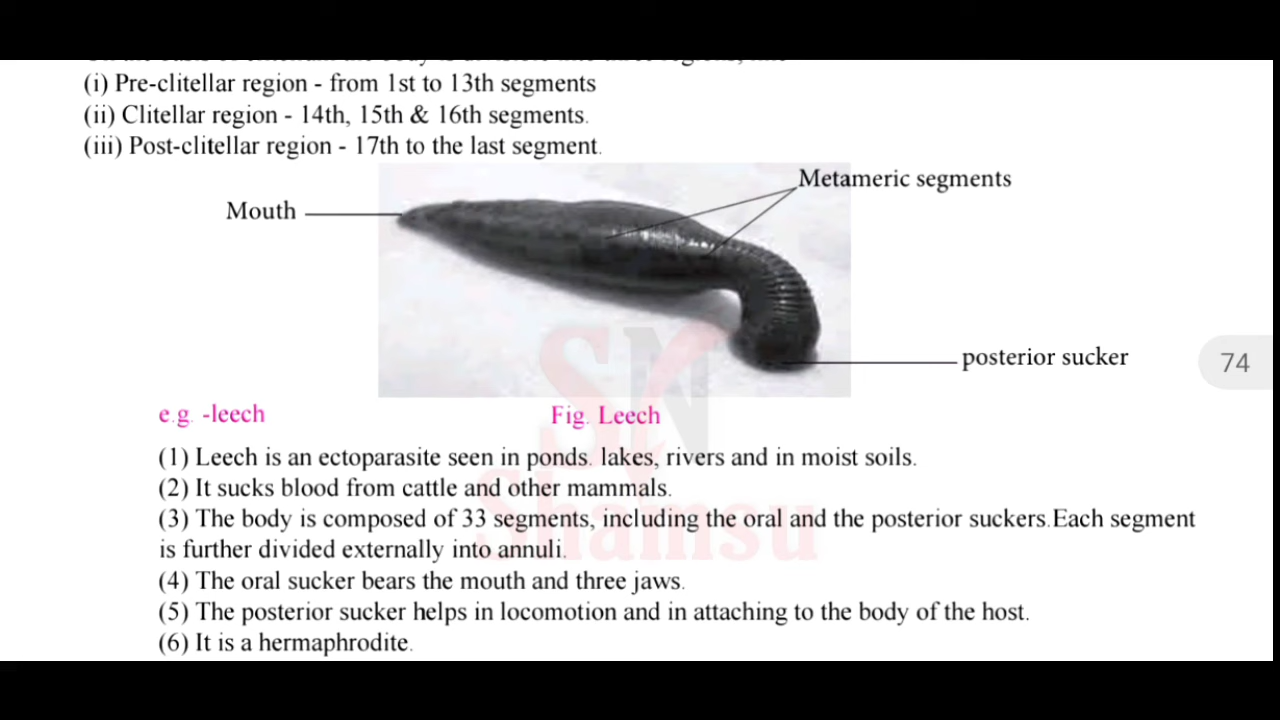 (i) Pre-clitellar region - from 1st to 13th segments
(ii) Clitellar region - 14th, 15th & 16th segments.
(iii) Post-clitellar region - 17th to the last segment.
Metameric segments
Mouth
posterior sucker
74
e.g. -leech
Fig. Leech
SN
Shamsu
(1) Leech is an ectoparasite seen in ponds. lakes, rivers and in moist soils.
(2) It sucks blood from cattle and other mammals.
(3) The body is composed of 33 segments, including the oral and the posterior suckers.Each segment
is further divided externally into annuli.
(4) The oral sucker bears the mouth and three jaws.
(5) The posterior sucker helps in locomotion and in attaching to the body of the host.
(6) It is a hermaphrodite.